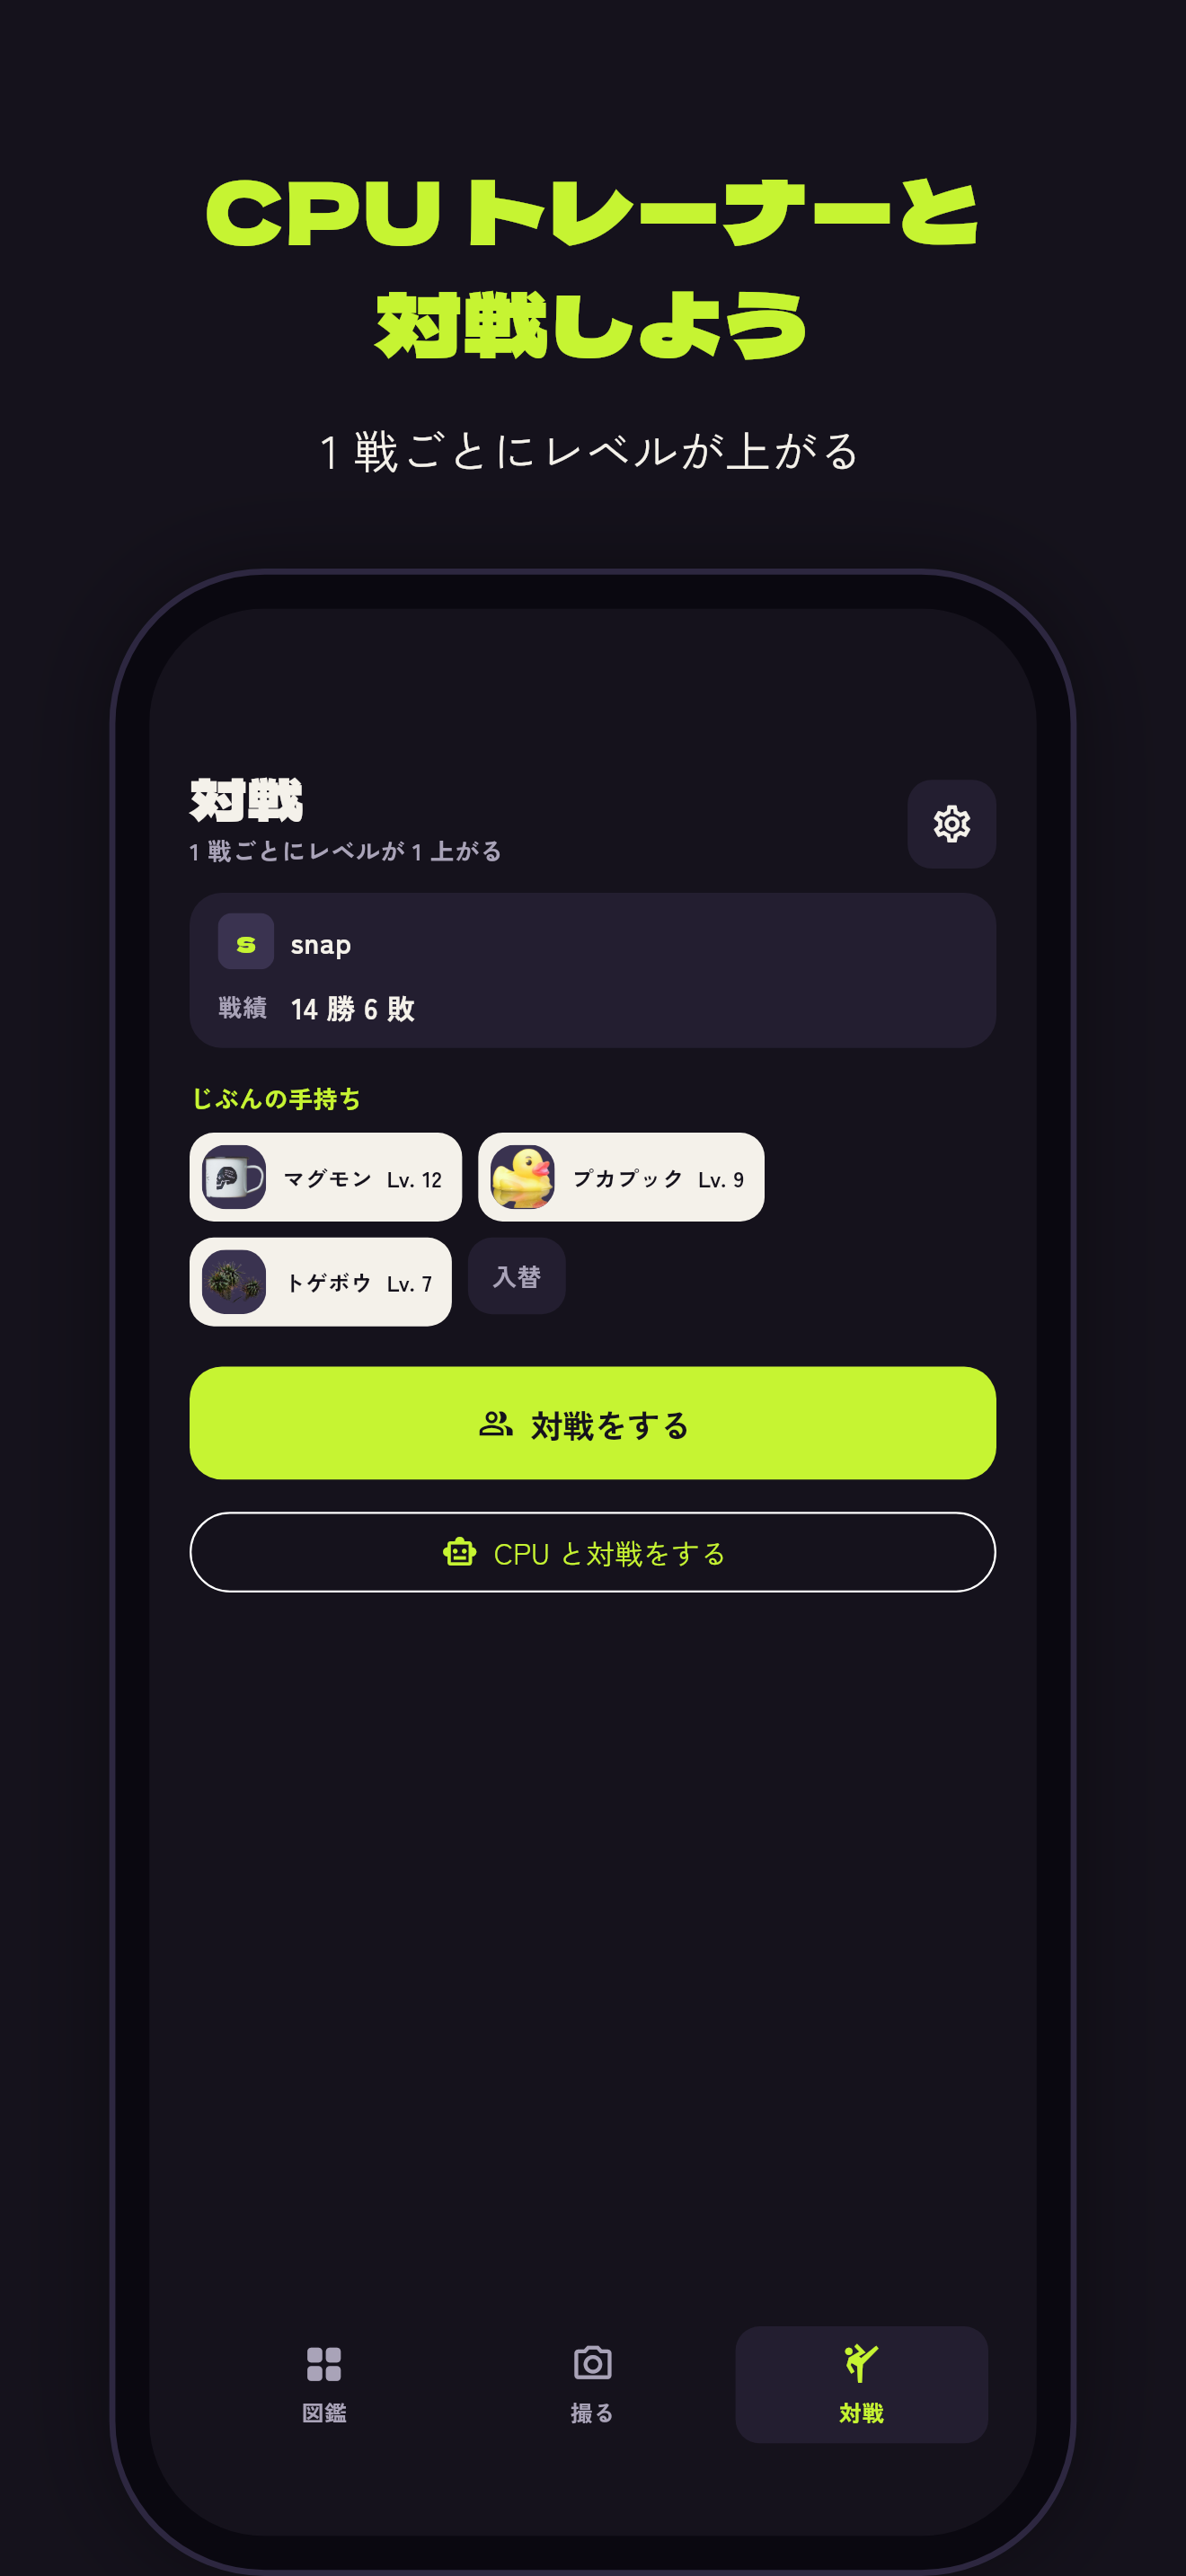 CPU トレーナーと
対戦しよう
1 戦ごとにレベルが上がる
対戦
1 戦ごとにレベルが 1 上がる
s snap
戦績 14 勝 6 敗
じぶんの手持ち
マグモン Lv. 12 プカプック Lv. 9
トゲボウ Lv. 7 入替
対戦をする
CPU と対戦をする
図鑑 撮る 対戦